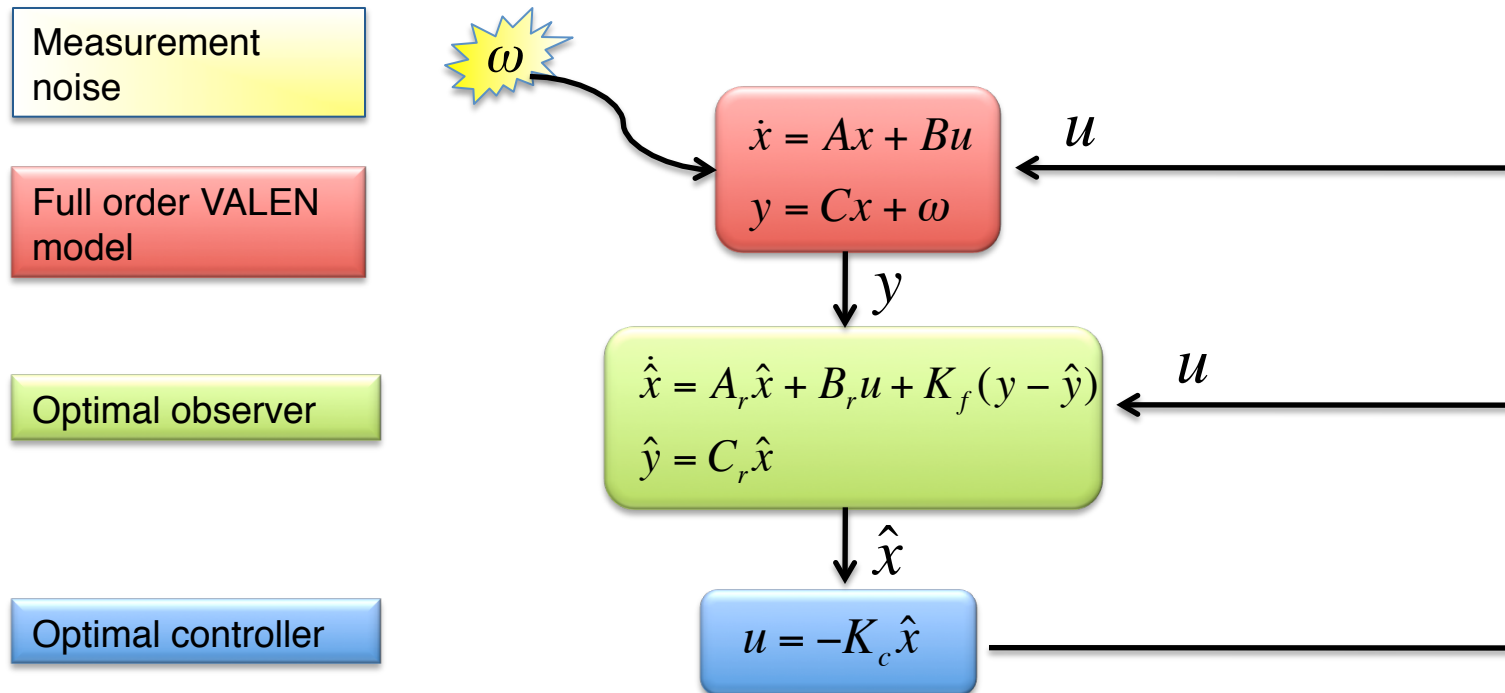 Measurement
noise
ω
Full order VALEN
model
ẋ = Ax + Bu
y = Cx + ω
u
y
Optimal observer
x̂̇ = A_r x̂ + B_r u + K_f (y − ŷ)
ŷ = C_r x̂
u
x̂
Optimal controller
u = −K_c x̂